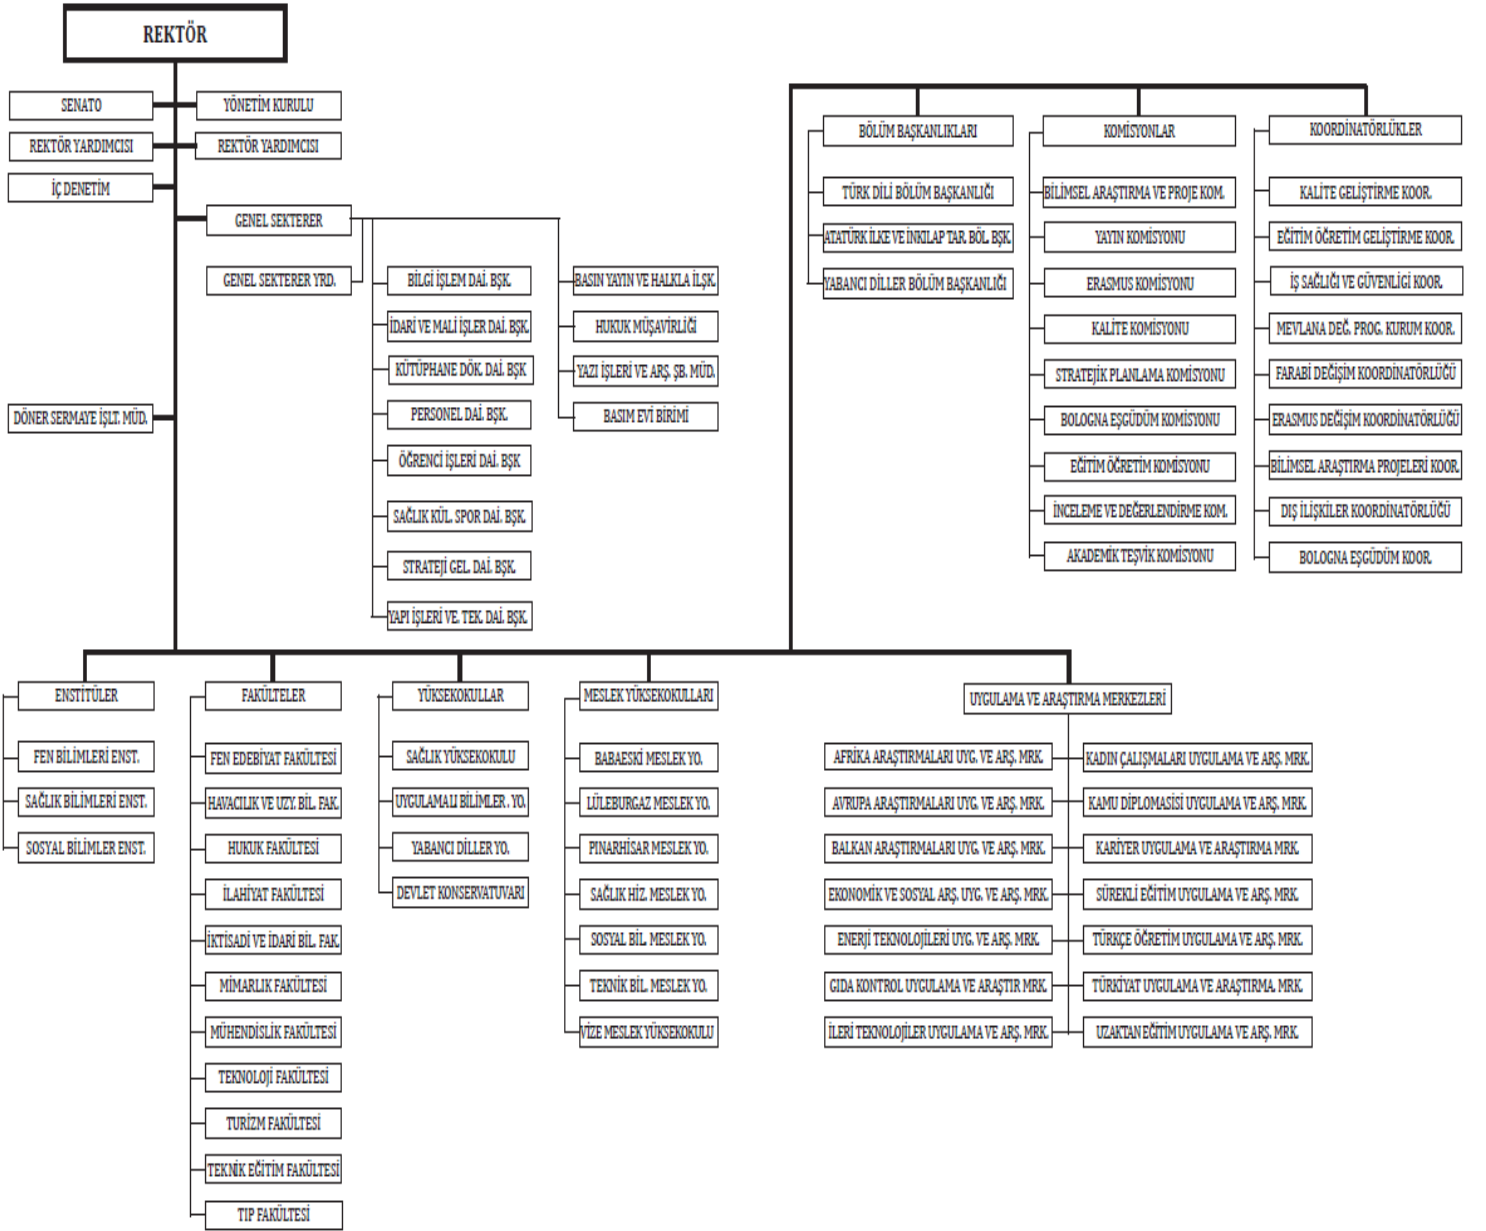 REKTÖR
SENATO
YÖNETİM KURULU
REKTÖR YARDIMCISI
REKTÖR YARDIMCISI
İÇ DENETİM
GENEL SEKTERER
GENEL SEKTERER YRD.
DÖNER SERMAYE İŞLT. MÜD.
BİLGİ İŞLEM DAİ. BŞK.
İDARİ VE MALİ İŞLER DAİ. BŞK.
KÜTÜPHANE DÖK. DAİ. BŞK
PERSONEL DAİ. BŞK.
ÖĞRENCİ İŞLERİ DAİ. BŞK
SAĞLIK KÜL. SPOR DAİ. BŞK.
STRATEJİ GEL. DAİ. BŞK.
YAPI İŞLERİ VE. TEK. DAİ. BŞK.
BASIN YAYIN VE HALKLA İLŞK.
HUKUK MÜŞAVİRLİĞİ
YAZI İŞLERİ VE ARŞ. ŞB. MÜD.
BASIM EVİ BİRİMİ
BÖLÜM BAŞKANLIKLARI
TÜRK DİLİ BÖLÜM BAŞKANLIĞI
ATATÜRK İLKE VE İNKILAP TAR. BÖL. BŞK.
YABANCI DİLLER BÖLÜM BAŞKANLIĞI
KOMİSYONLAR
BİLİMSEL ARAŞTIRMA VE PROJE KOM.
YAYIN KOMİSYONU
ERASMUS KOMİSYONU
KALİTE KOMİSYONU
STRATEJİK PLANLAMA KOMİSYONU
BOLOGNA EŞGÜDÜM KOMİSYONU
EĞİTİM ÖĞRETİM KOMİSYONU
İNCELEME VE DEĞERLENDİRME KOM.
AKADEMİK TEŞVİK KOMİSYONU
KOORDİNATÖRLÜKLER
KALİTE GELİŞTİRME KOOR.
EĞİTİM ÖĞRETİM GELİŞTİRME KOOR.
İŞ SAĞLIĞI VE GÜVENLİGİ KOOR.
MEVLANA DEĞ. PROG. KURUM KOOR.
FARABİ DEĞİŞİM KOORDİNATÖRLÜĞÜ
ERASMUS DEĞİŞİM KOORDİNATÖRLÜĞÜ
BİLİMSEL ARAŞTIRMA PROJELERİ KOOR.
DIŞ İLİŞKİLER KOORDİNATÖRLÜĞÜ
BOLOGNA EŞGÜDÜM KOOR.
ENSTİTÜLER
FEN BİLİMLERİ ENST.
SAĞLIK BİLİMLERİ ENST.
SOSYAL BİLİMLER ENST.
FAKÜLTELER
FEN EDEBİYAT FAKÜLTESİ
HAVACILIK VE UZY. BİL. FAK.
HUKUK FAKÜLTESİ
İLAHİYAT FAKÜLTESİ
İKTİSADİ VE İDARİ BİL. FAK.
MİMARLIK FAKÜLTESİ
MÜHENDİSLİK FAKÜLTESİ
TEKNOLOJİ FAKÜLTESİ
TURİZM FAKÜLTESİ
TEKNİK EĞİTİM FAKÜLTESİ
TIP FAKÜLTESİ
YÜKSEKOKULLAR
SAĞLIK YÜKSEKOKULU
UYGULAMALI BİLİMLER . YO.
YABANCI DİLLER YO.
DEVLET KONSERVATUVARI
MESLEK YÜKSEKOKULLARI
BABAESKİ MESLEK YO.
LÜLEBURGAZ MESLEK YO.
PINARHİSAR MESLEK YO.
SAĞLIK HİZ. MESLEK YO.
SOSYAL BİL. MESLEK YO.
TEKNİK BİL. MESLEK YO.
VİZE MESLEK YÜKSEKOKULU
UYGULAMA VE ARAŞTIRMA MERKEZLERİ
AFRİKA ARAŞTIRMALARI UYG. VE ARŞ. MRK.
AVRUPA ARAŞTIRMALARI UYG. VE ARŞ. MRK.
BALKAN ARAŞTIRMALARI UYG. VE ARŞ. MRK.
EKONOMİK VE SOSYAL ARŞ. UYG. VE ARŞ. MRK.
ENERJİ TEKNOLOJİLERİ UYG. VE ARŞ. MRK.
GIDA KONTROL UYGULAMA VE ARAŞTIR MRK.
İLERİ TEKNOLOJİLER UYGULAMA VE ARŞ. MRK.
KADIN ÇALIŞMALARI UYGULAMA VE ARŞ. MRK.
KAMU DİPLOMASİSİ UYGULAMA VE ARŞ. MRK.
KARİYER UYGULAMA VE ARAŞTIRMA MRK.
SÜREKLİ EĞİTİM UYGULAMA VE ARŞ. MRK.
TÜRKÇE ÖĞRETİM UYGULAMA VE ARŞ. MRK.
TÜRKİYAT UYGULAMA VE ARAŞTIRMA. MRK.
UZAKTAN EĞİTİM UYGULAMA VE ARŞ. MRK.